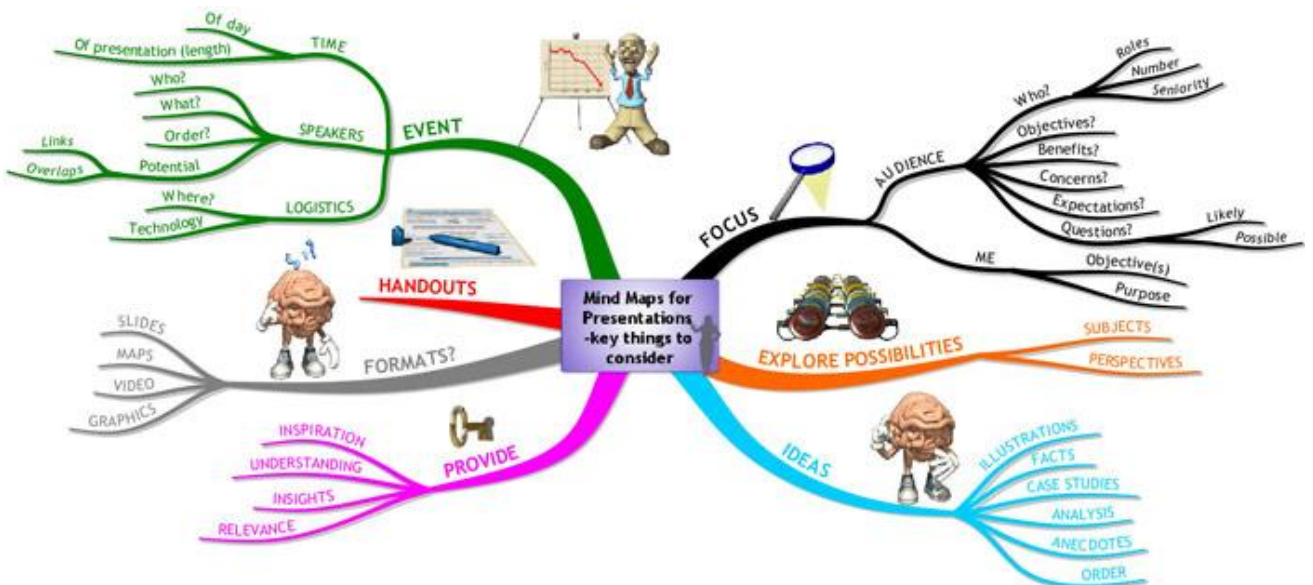 Mind Maps for
Presentations
-key things to
consider
FOCUS
AUDIENCE
Who?
Roles
Number
Seniority
Objectives?
Benefits?
Concerns?
Expectations?
Questions?
Likely
Possible
ME
Objective(s)
Purpose
EXPLORE POSSIBILITIES
SUBJECTS
PERSPECTIVES
IDEAS
ILLUSTRATIONS
FACTS
CASE STUDIES
ANALYSIS
ANECDOTES
ORDER
PROVIDE
INSPIRATION
UNDERSTANDING
INSIGHTS
RELEVANCE
FORMATS?
SLIDES
MAPS
VIDEO
GRAPHICS
HANDOUTS
EVENT
TIME
Of day
Of presentation (length)
SPEAKERS
Who?
What?
Order?
Potential
Links
Overlaps
LOGISTICS
Where?
Technology